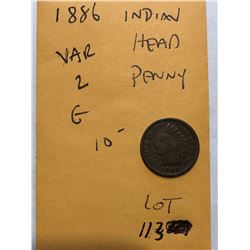 1886 INDIAN
VAR HEAD
2 PENNY
G
10-
LOT
113